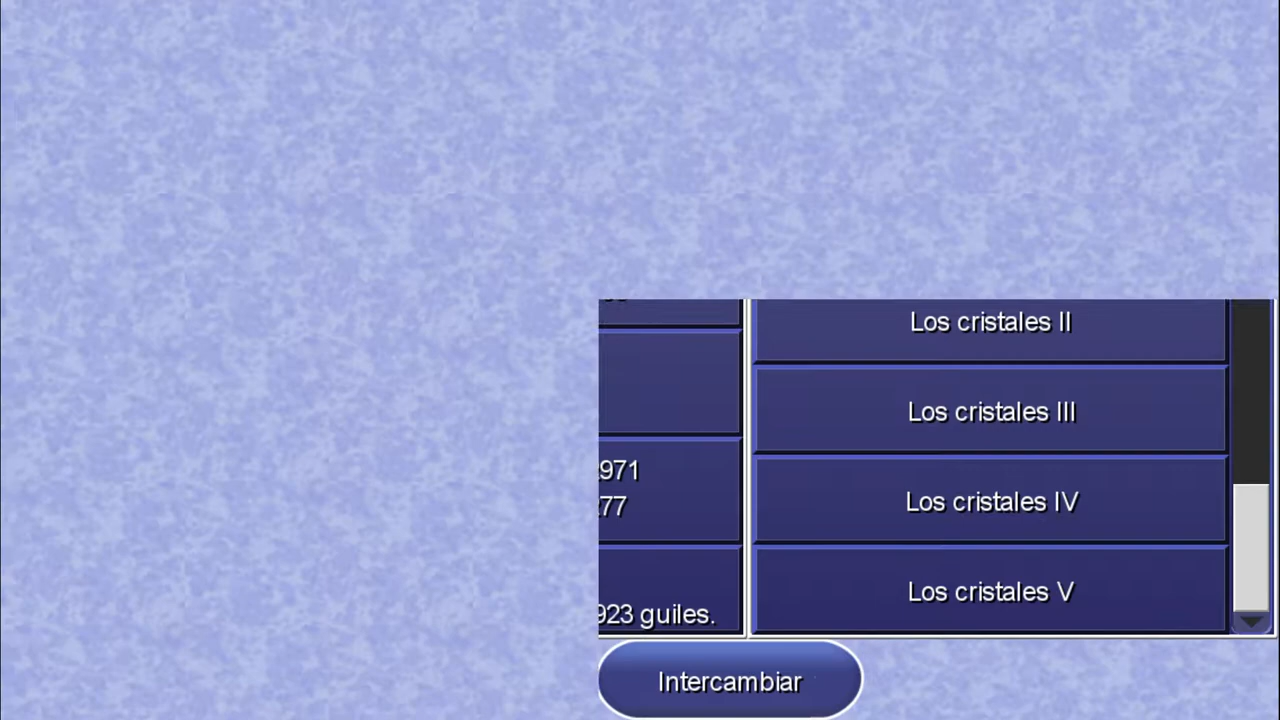 Los cristales II
Los cristales III
971
Los cristales IV
77
Los cristales V
923 guiles.
Intercambiar